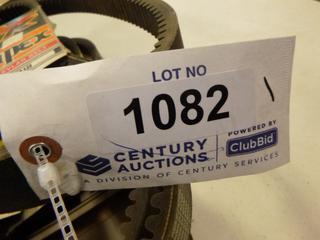 LOT NO
1082
CENTURY
AUCTIONS
POWERED BY
ClubBid
A DIVISION OF CENTURY SERVICES